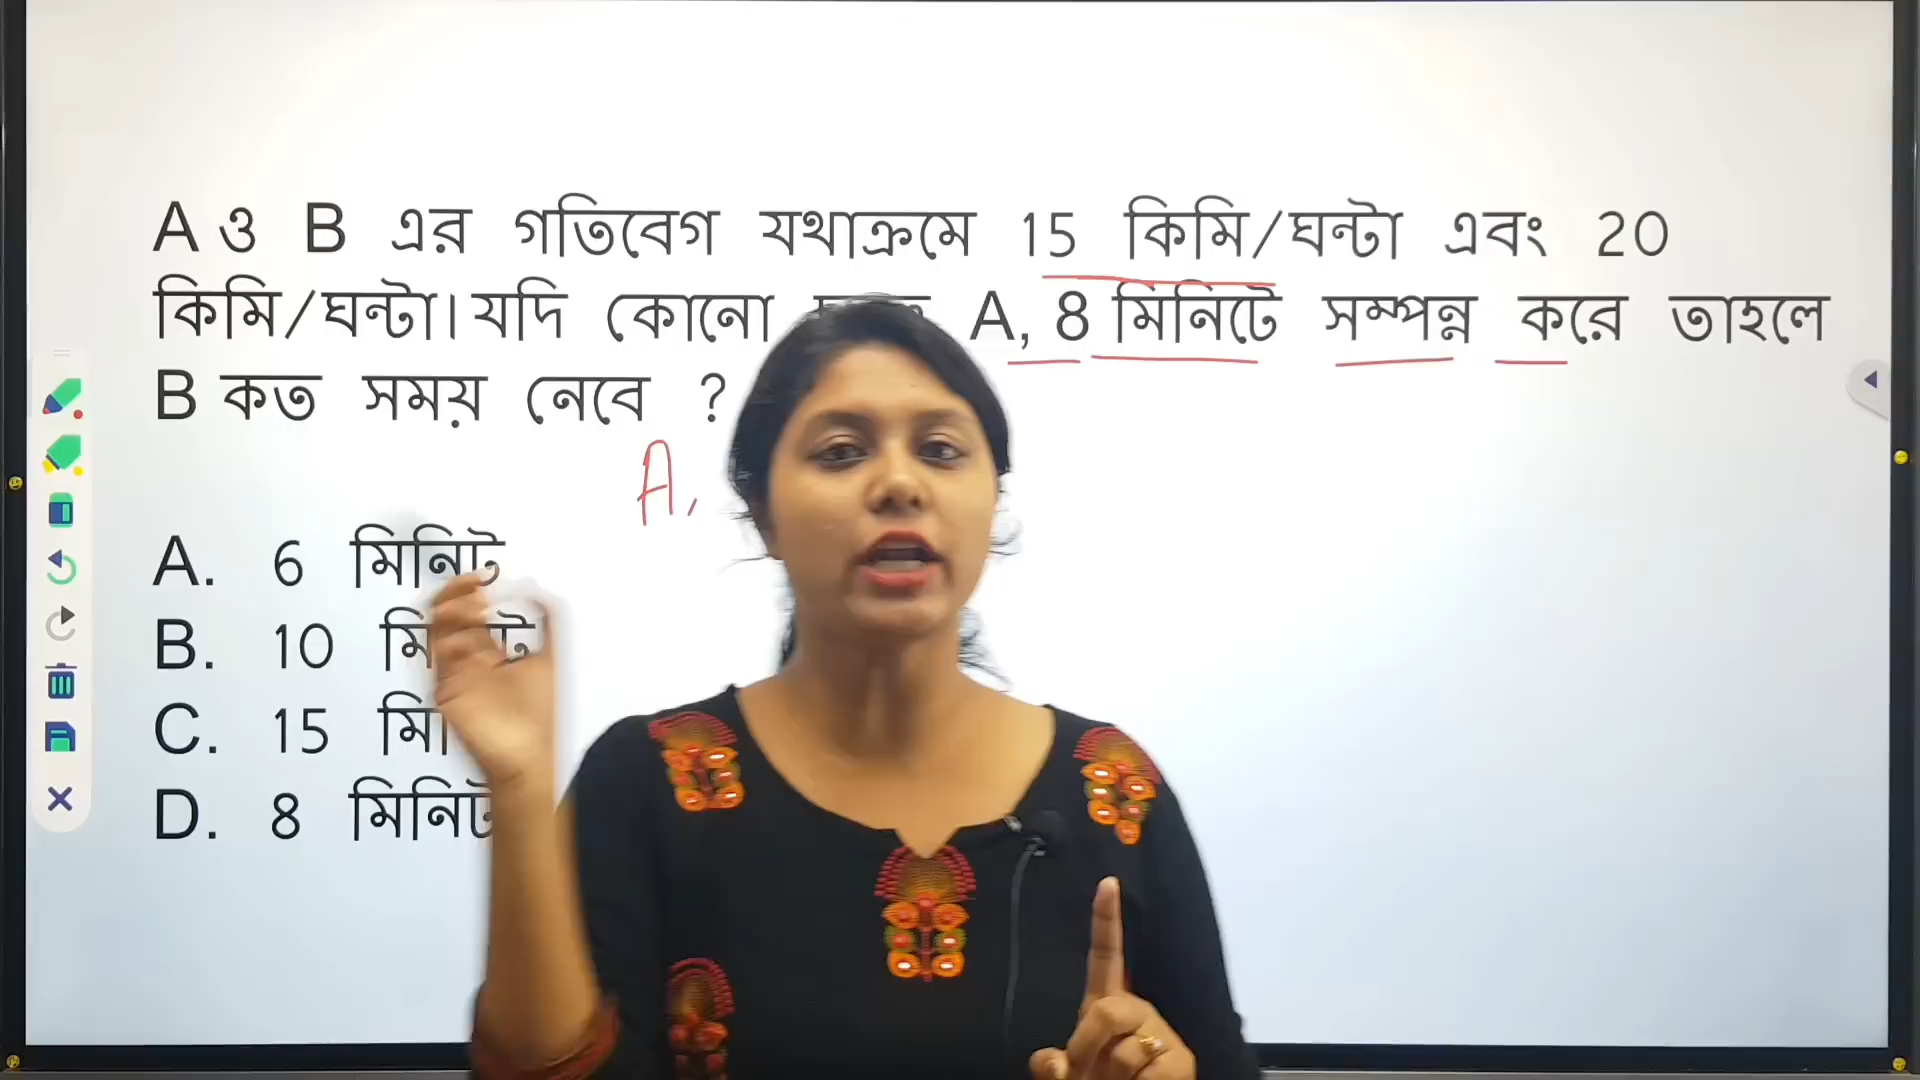 A ও B এর গতিবেগ যথাক্রমে 15 কিমি/ঘন্টা এবং 20
কিমি/ঘন্টা। যদি কোনো A, 8 মিনিটে সম্পন্ন করে তাহলে
B কত সময় নেবে ?
A,
A. 6 মিনিট
B. 10
C. 15
D. 8 মিনিট